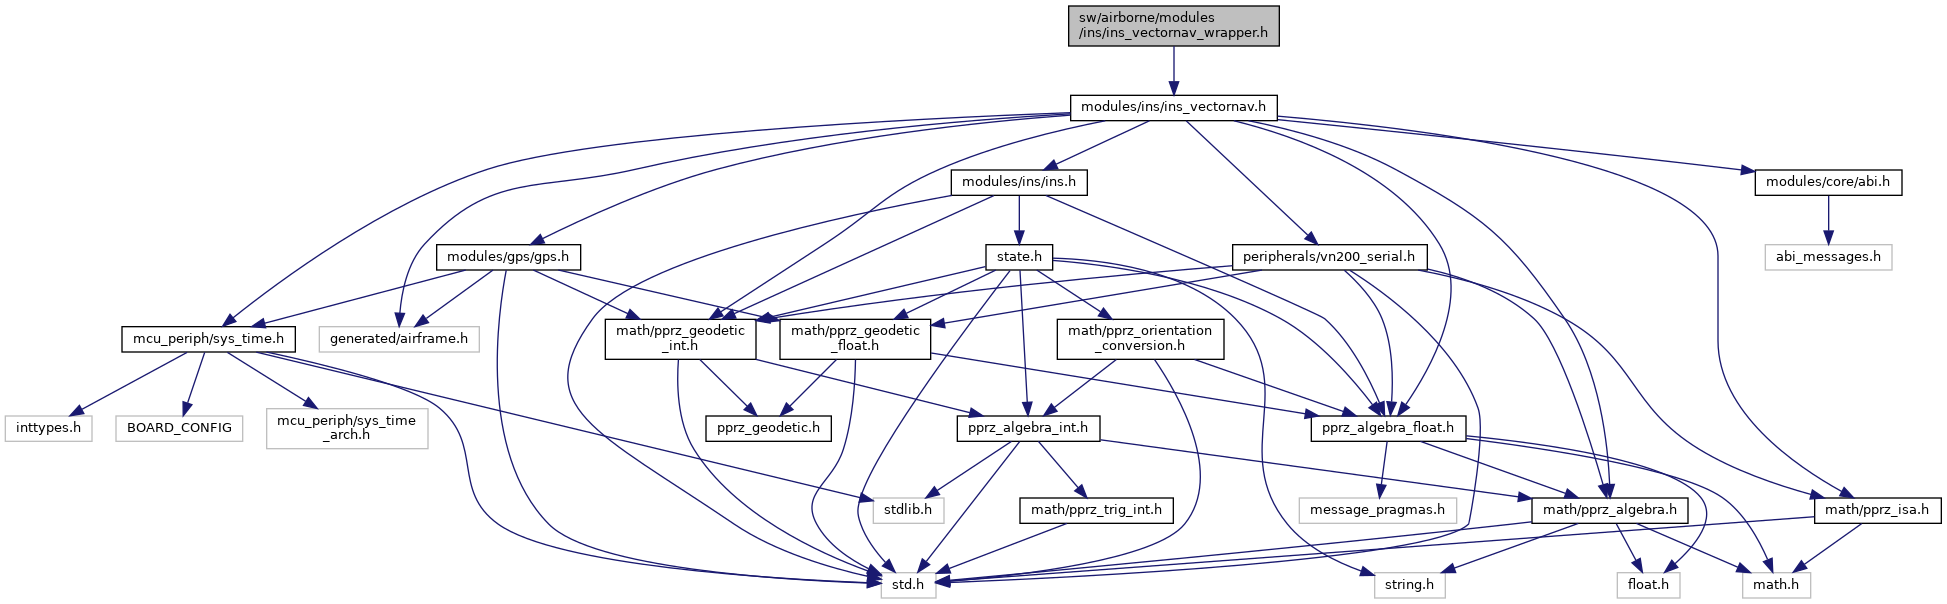 sw/airborne/modules
/ins/ins_vectornav_wrapper.h
modules/ins/ins_vectornav.h
modules/ins/ins.h
modules/core/abi.h
modules/gps/gps.h
state.h
peripherals/vn200_serial.h
abi_messages.h
mcu_periph/sys_time.h
generated/airframe.h
math/pprz_geodetic
_int.h
math/pprz_geodetic
_float.h
math/pprz_orientation
_conversion.h
inttypes.h
BOARD_CONFIG
mcu_periph/sys_time
_arch.h
pprz_geodetic.h
pprz_algebra_int.h
pprz_algebra_float.h
stdlib.h
math/pprz_trig_int.h
message_pragmas.h
math/pprz_algebra.h
math/pprz_isa.h
std.h
string.h
float.h
math.h